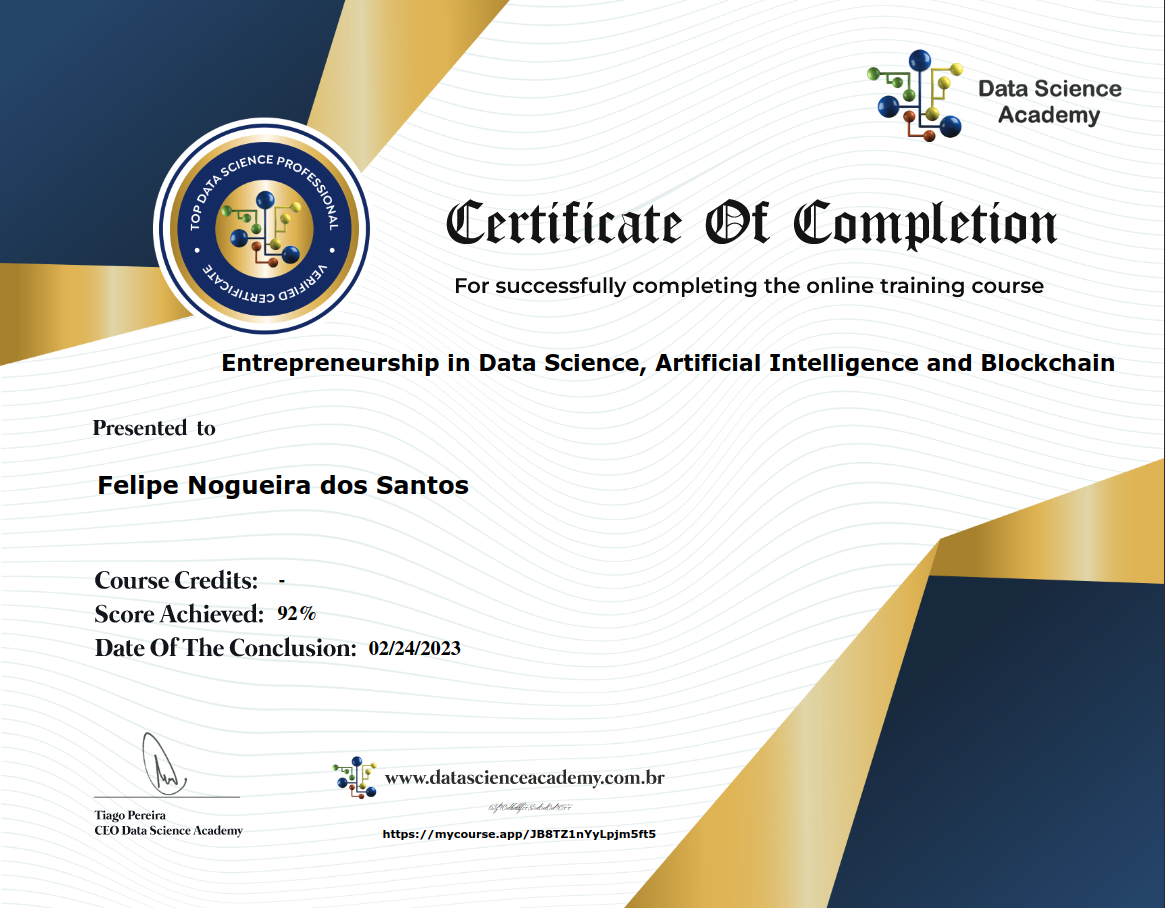 Data Science
Academy
TOP DATA SCIENCE PROFESSIONAL
VERIFIED CERTIFICATE
Certificate Of Completion
For successfully completing the online training course
Entrepreneurship in Data Science, Artificial Intelligence and Blockchain
Presented to
Felipe Nogueira dos Santos
Course Credits: -
Score Achieved: 92%
Date Of The Conclusion: 02/24/2023
www.datascienceacademy.com.br
Tiago Pereira
CEO Data Science Academy
https://mycourse.app/JB8TZ1nYyLpjm5ft5